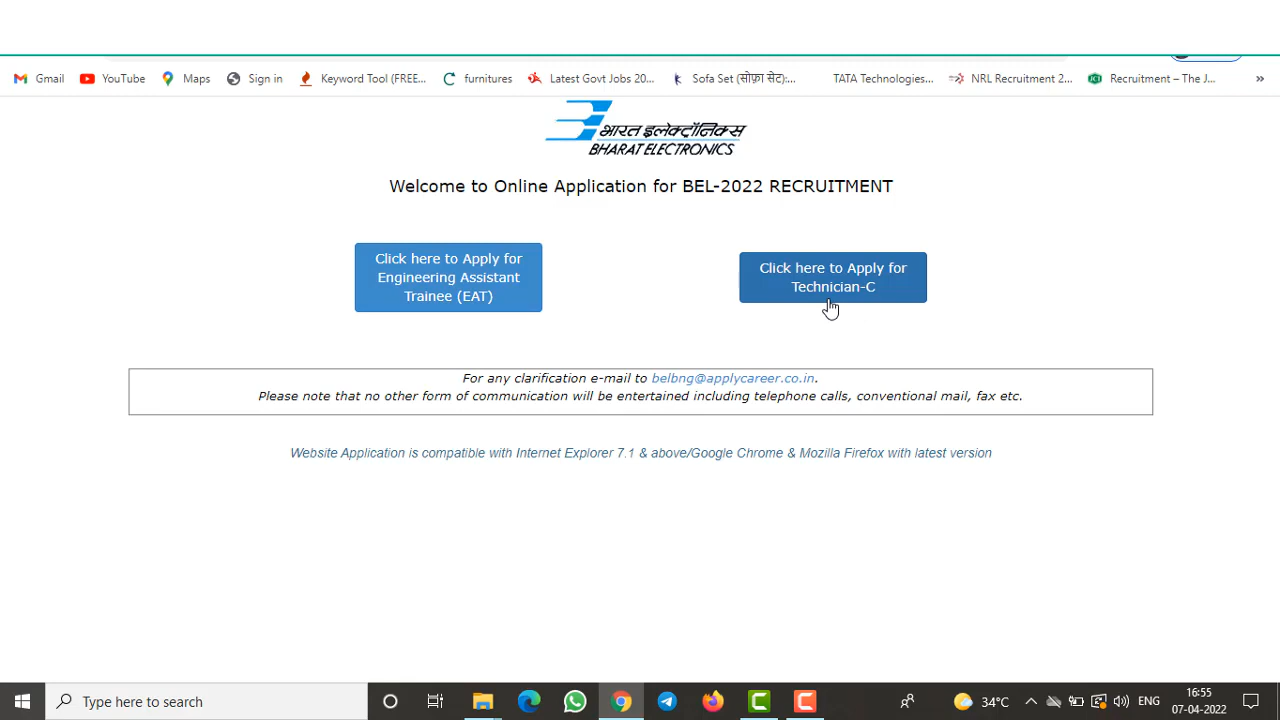 Gmail YouTube Maps Sign in Keyword Tool (FREE... furnitures Latest Govt Jobs 20... Sofa Set (सोफ़ा सेट):... TATA Technologies... NRL Recruitment 2... Recruitment – The J... »
भारत इलेक्ट्रॉनिक्स
BHARAT ELECTRONICS
Welcome to Online Application for BEL-2022 RECRUITMENT
Click here to Apply for
Engineering Assistant
Trainee (EAT)
Click here to Apply for
Technician-C
For any clarification e-mail to belbng@applycareer.co.in.
Please note that no other form of communication will be entertained including telephone calls, conventional mail, fax etc.
Website Application is compatible with Internet Explorer 7.1 & above/Google Chrome & Mozilla Firefox with latest version
Type here to search
34°C
ENG
16:55
07-04-2022